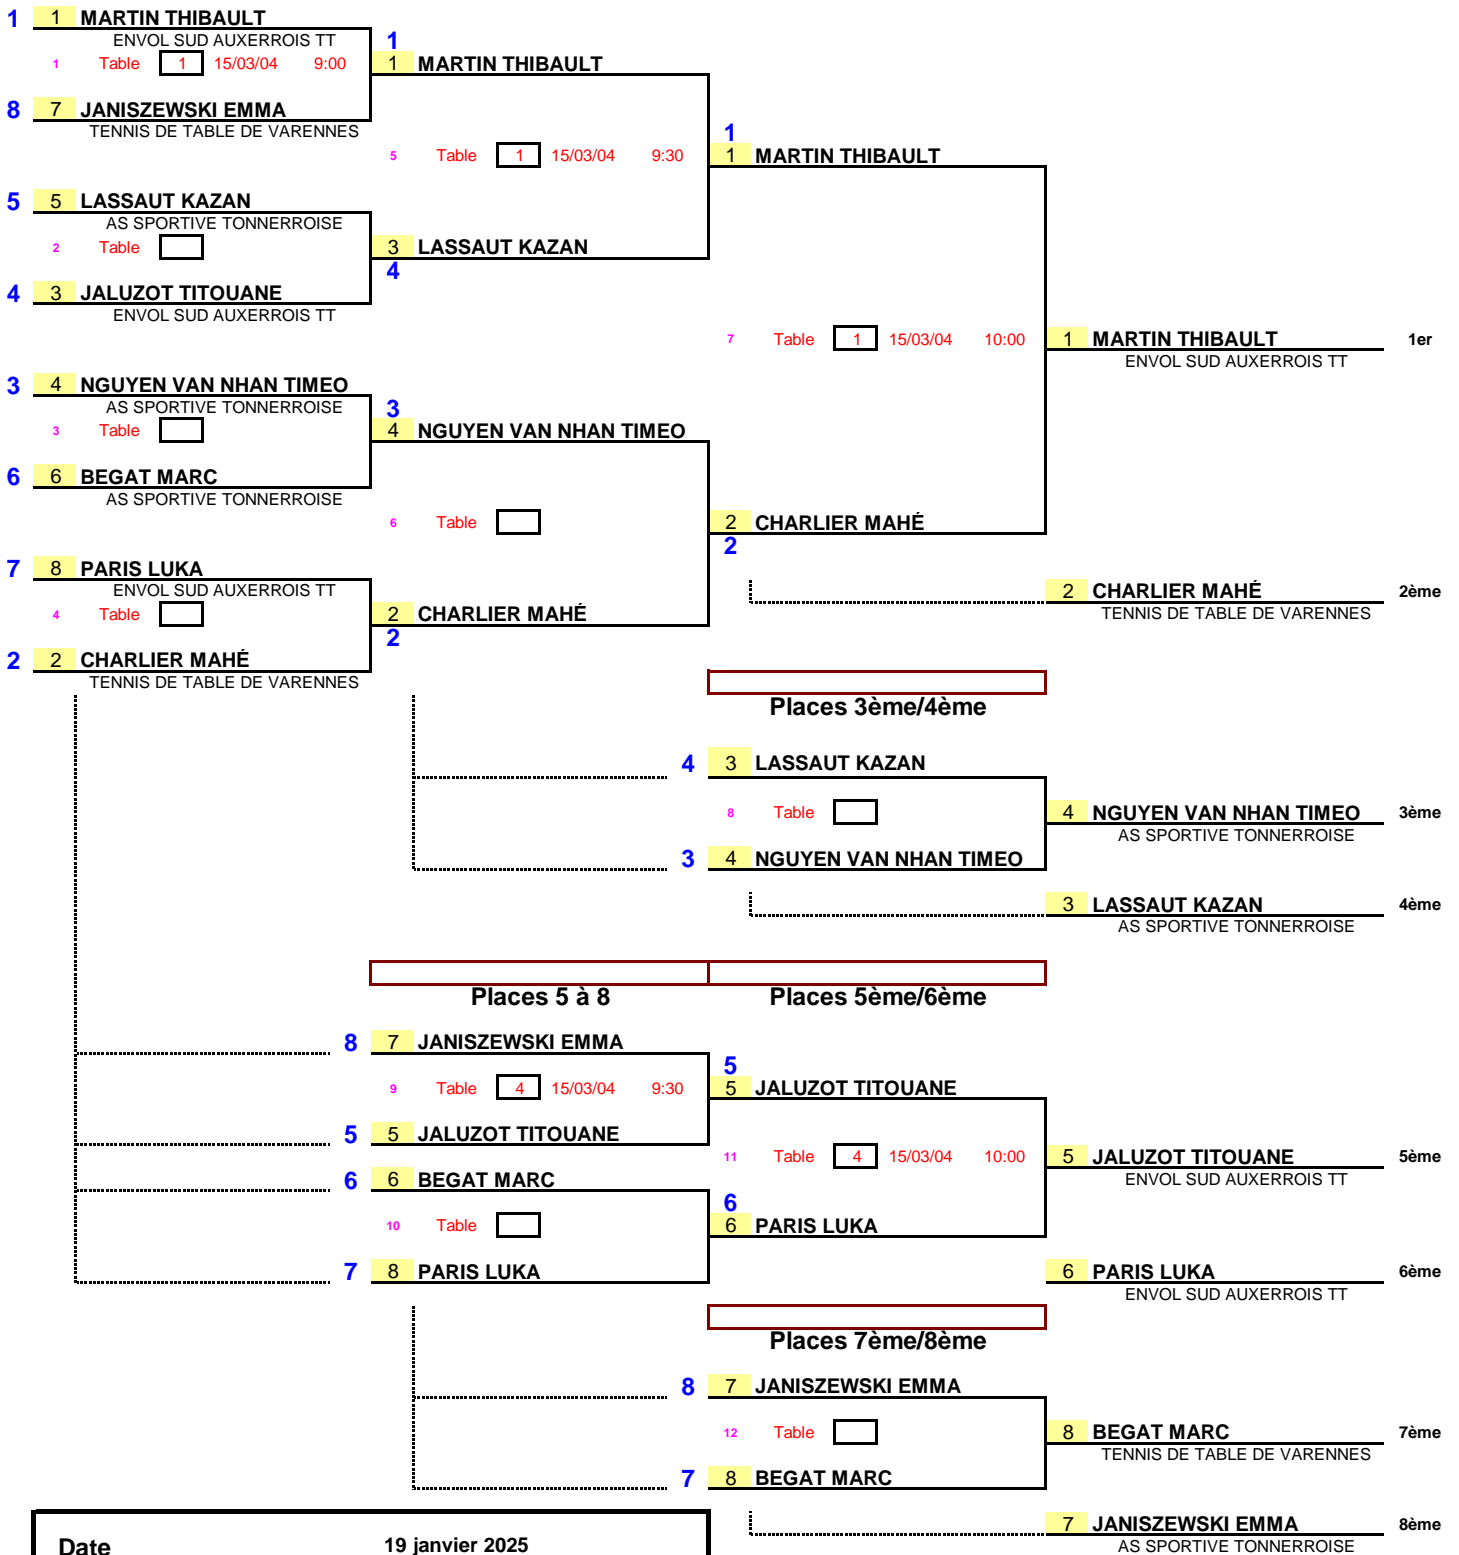 1 1 MARTIN THIBAULT
ENVOL SUD AUXERROIS TT
1
1 Table 1 15/03/04 9:00
1 MARTIN THIBAULT
8 7 JANISZEWSKI EMMA
TENNIS DE TABLE DE VARENNES
1
5 Table 1 15/03/04 9:30
1 MARTIN THIBAULT
5 5 LASSAUT KAZAN
AS SPORTIVE TONNERROISE
2 Table
3 LASSAUT KAZAN
4
4 3 JALUZOT TITOUANE
ENVOL SUD AUXERROIS TT
7 Table 1 15/03/04 10:00
1 MARTIN THIBAULT 1er
ENVOL SUD AUXERROIS TT
3 4 NGUYEN VAN NHAN TIMEO
AS SPORTIVE TONNERROISE
3
3 Table
4 NGUYEN VAN NHAN TIMEO
6 6 BEGAT MARC
AS SPORTIVE TONNERROISE
6 Table
2 CHARLIER MAHÉ
2
7 8 PARIS LUKA
ENVOL SUD AUXERROIS TT
2 CHARLIER MAHÉ 2ème
TENNIS DE TABLE DE VARENNES
4 Table
2 CHARLIER MAHÉ
2
2 2 CHARLIER MAHÉ
TENNIS DE TABLE DE VARENNES
Places 3ème/4ème
4 3 LASSAUT KAZAN
8 Table
4 NGUYEN VAN NHAN TIMEO 3ème
AS SPORTIVE TONNERROISE
3 4 NGUYEN VAN NHAN TIMEO
3 LASSAUT KAZAN 4ème
AS SPORTIVE TONNERROISE
Places 5 à 8 Places 5ème/6ème
8 7 JANISZEWSKI EMMA
5
9 Table 4 15/03/04 9:30
5 JALUZOT TITOUANE
5 5 JALUZOT TITOUANE
11 Table 4 15/03/04 10:00
5 JALUZOT TITOUANE 5ème
ENVOL SUD AUXERROIS TT
6 6 BEGAT MARC
6
10 Table
6 PARIS LUKA
7 8 PARIS LUKA
6 PARIS LUKA 6ème
ENVOL SUD AUXERROIS TT
Places 7ème/8ème
8 7 JANISZEWSKI EMMA
12 Table
8 BEGAT MARC 7ème
TENNIS DE TABLE DE VARENNES
7 8 BEGAT MARC
7 JANISZEWSKI EMMA 8ème
AS SPORTIVE TONNERROISE
Date 19 janvier 2025